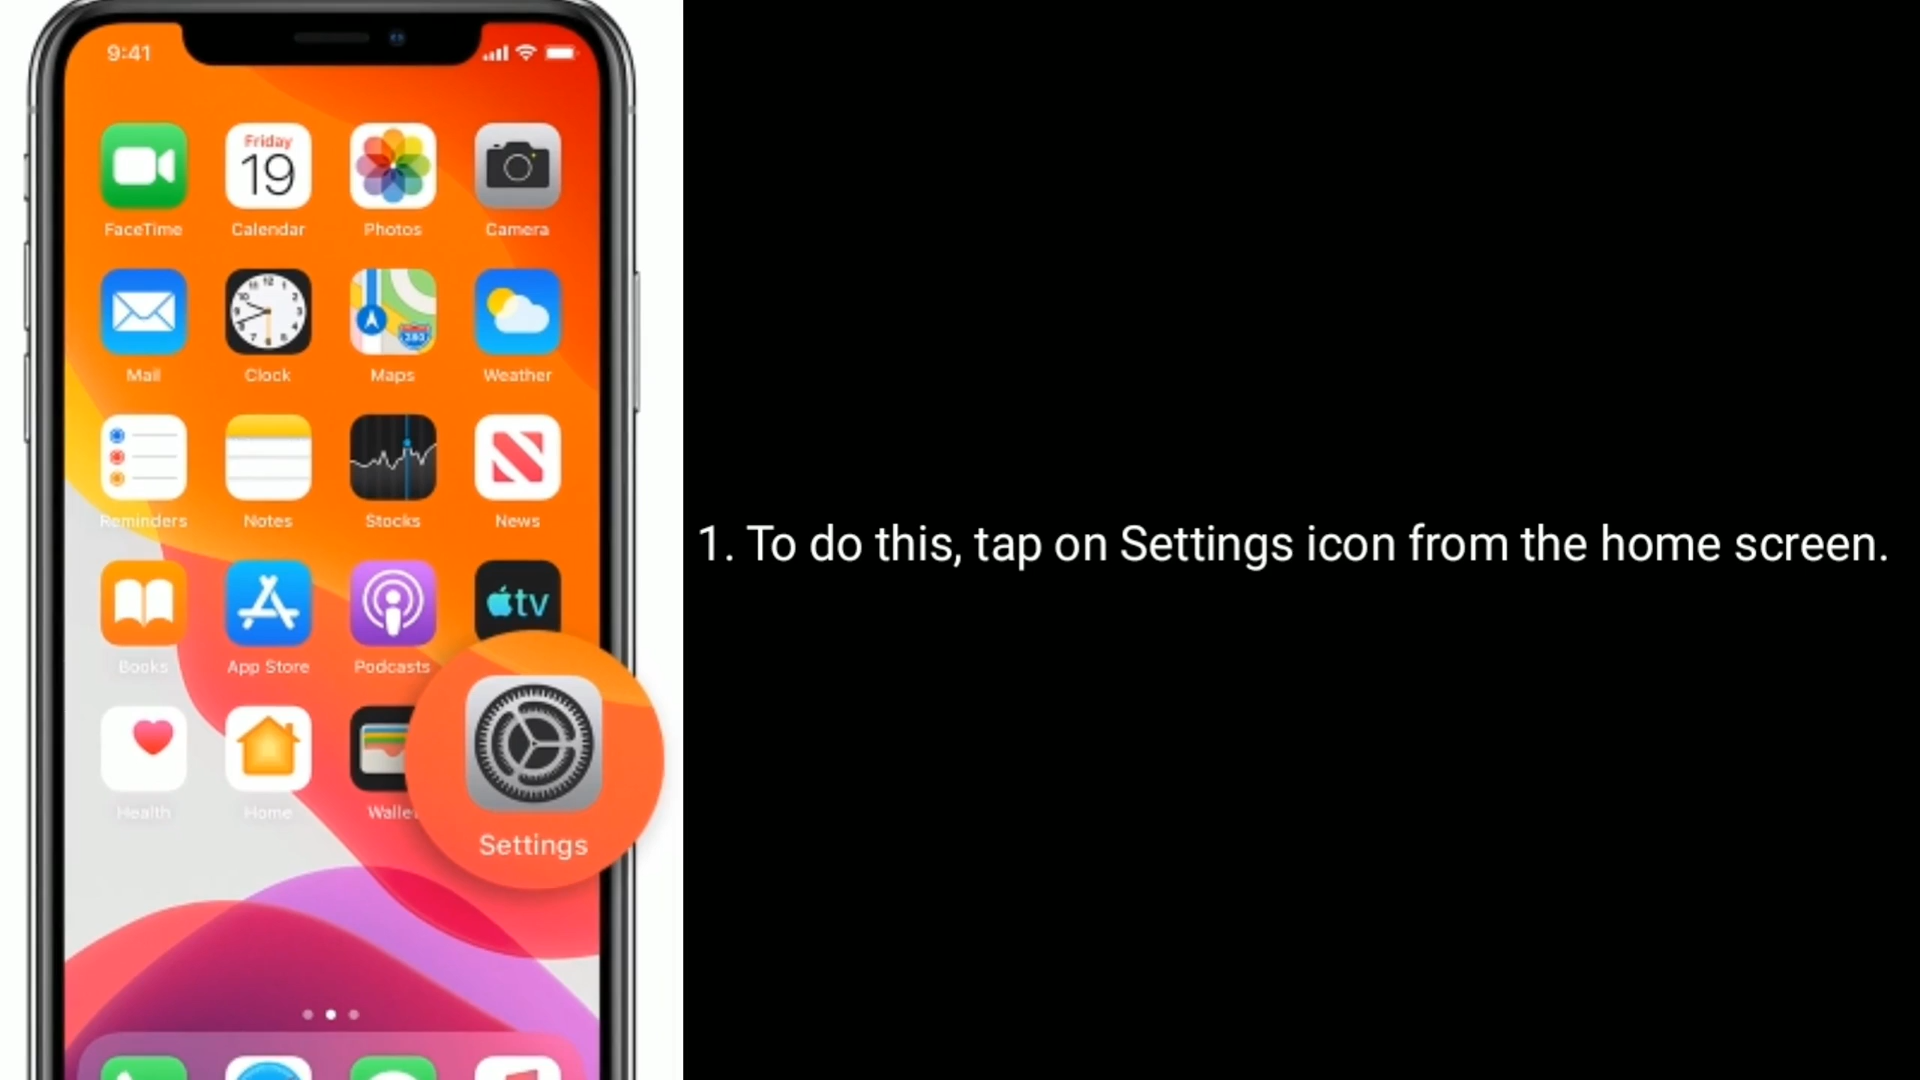 9:41
Friday
19
FaceTime
Calendar
Photos
Camera
Mail
Clock
Maps
Weather
Reminders
Notes
Stocks
News
tv
Books
App Store
Podcasts
Health
Home
Settings
1. To do this, tap on Settings icon from the home screen.